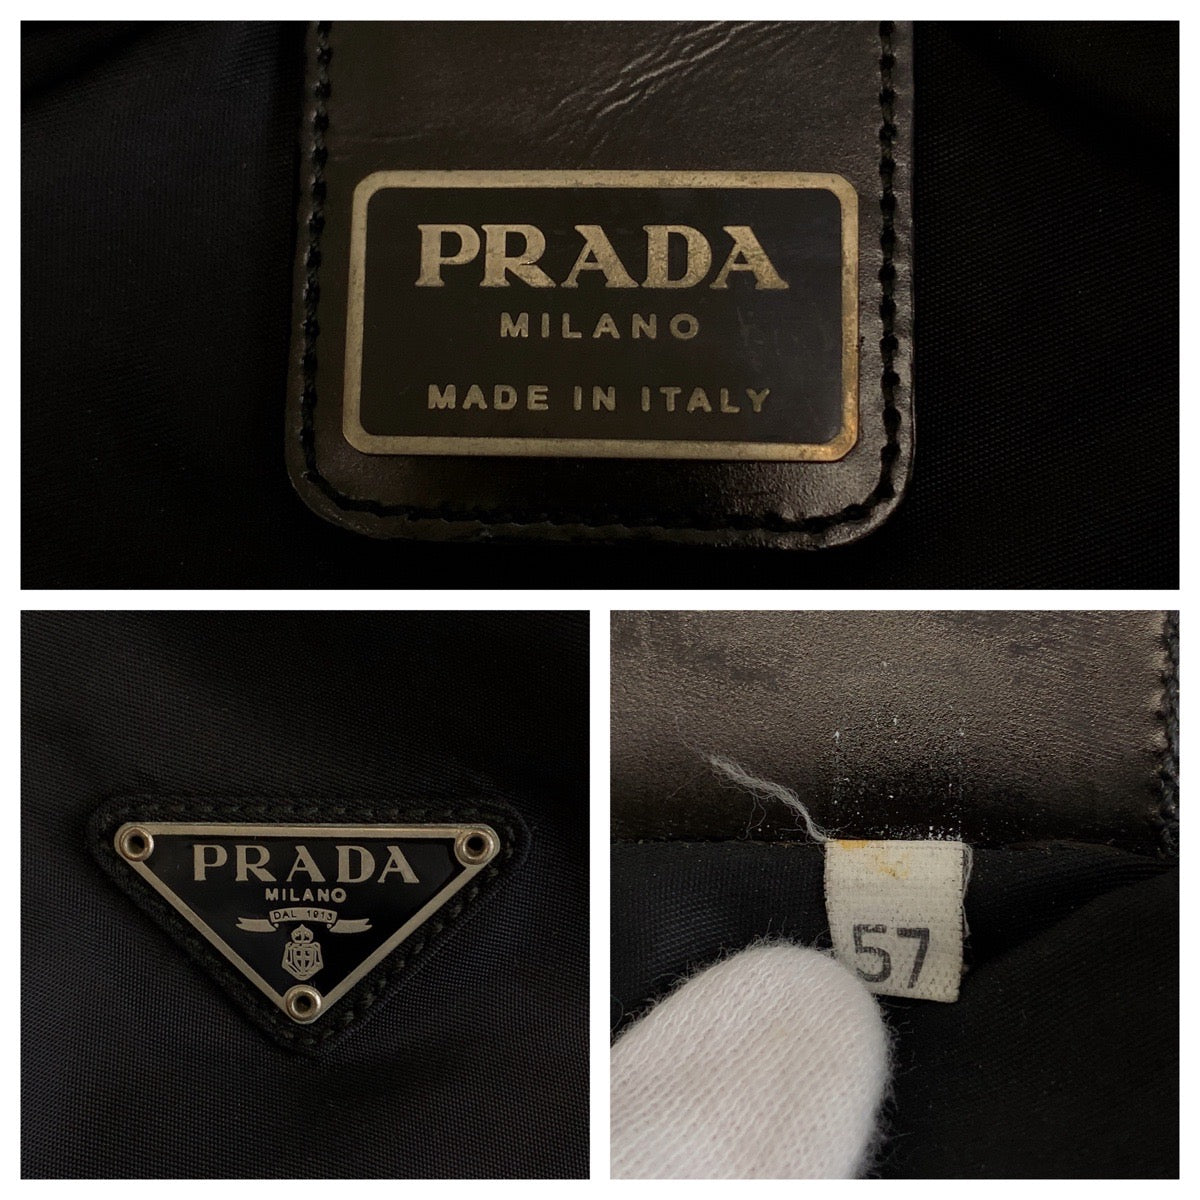 PRADA
MILANO
MADE IN ITALY
PRADA
MILANO
DAL 1913
57